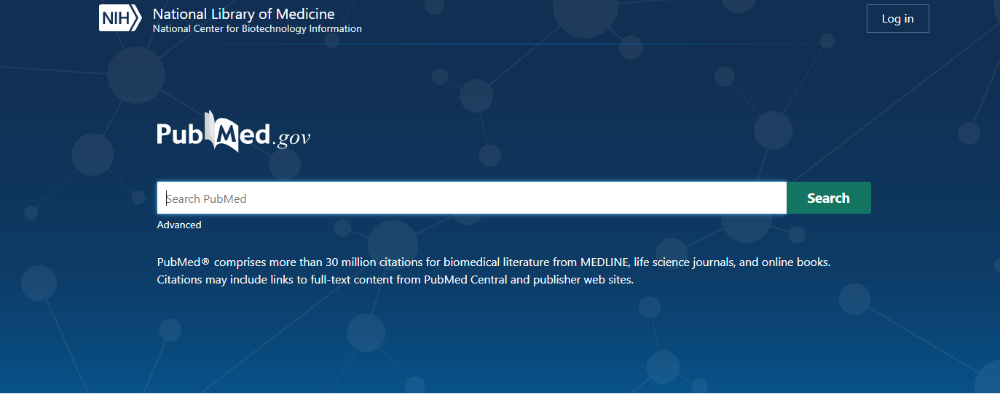 NIH
National Library of Medicine
National Center for Biotechnology Information
Log in
PubMed.gov
Search PubMed
Search
Advanced
PubMed® comprises more than 30 million citations for biomedical literature from MEDLINE, life science journals, and online books.
Citations may include links to full-text content from PubMed Central and publisher web sites.